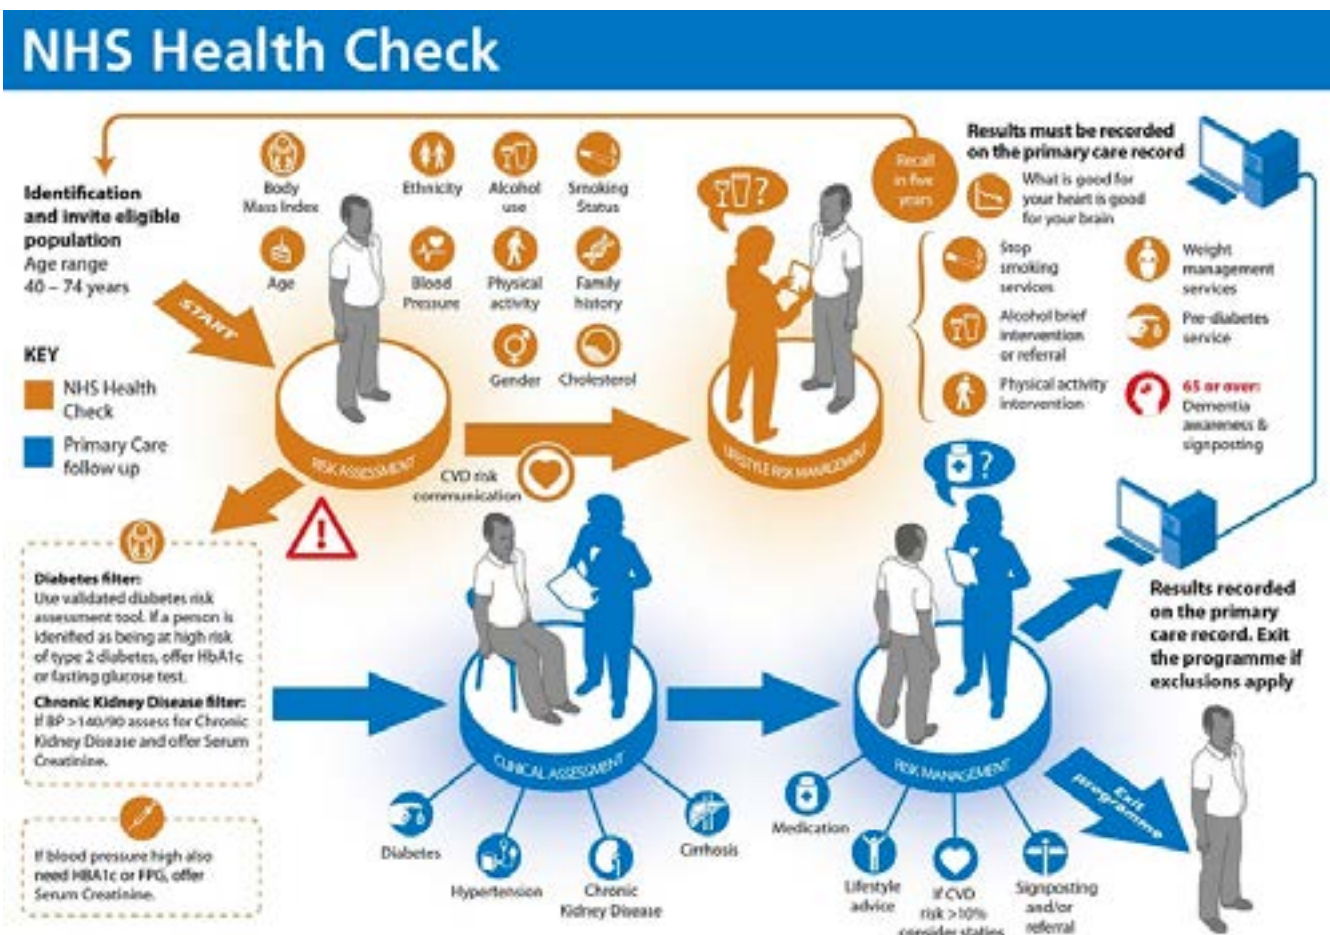 NHS Health Check
Identification
and invite eligible
population
Age range
40 – 74 years
START
KEY
NHS Health
Check
Primary Care
follow up
Body
Mass Index
Ethnicity
Alcohol
use
Smoking
Status
Age
Blood
Pressure
Physical
activity
Family
history
Gender
Cholesterol
RISK ASSESSMENT
CVD risk
communication
?
LIFESTYLE RISK MANAGEMENT
Recall
in five
years
Results must be recorded
on the primary care record
What is good for
your heart is good
for your brain
Stop
smoking
services
Alcohol brief
intervention
or referral
Physical activity
intervention
Weight
management
services
Pre-diabetes
service
65 or over:
Dementia
awareness &
signposting
!
Diabetes filter:
Use validated diabetes risk
assessment tool. If a person is
idenified as being at high risk
of type 2 diabetes, offer HbA1c
or fasting glucose test.
Chronic Kidney Disease filter:
If BP >140/90 assess for Chronic
Kidney Disease and offer Serum
Creatinine.
If blood pressure high also
need HBA1c or FPG, offer
Serum Creatinine.
CLINICAL ASSESSMENT
Diabetes
Hypertension
Chronic
Kidney Disease
Cirrhosis
?
RISK MANAGEMENT
Medication
Lifestyle
advice
If CVD
risk >10%
consider statins
Signposting
and/or
referral
Results recorded
on the primary
care record. Exit
the programme if
exclusions apply
Exit
programme